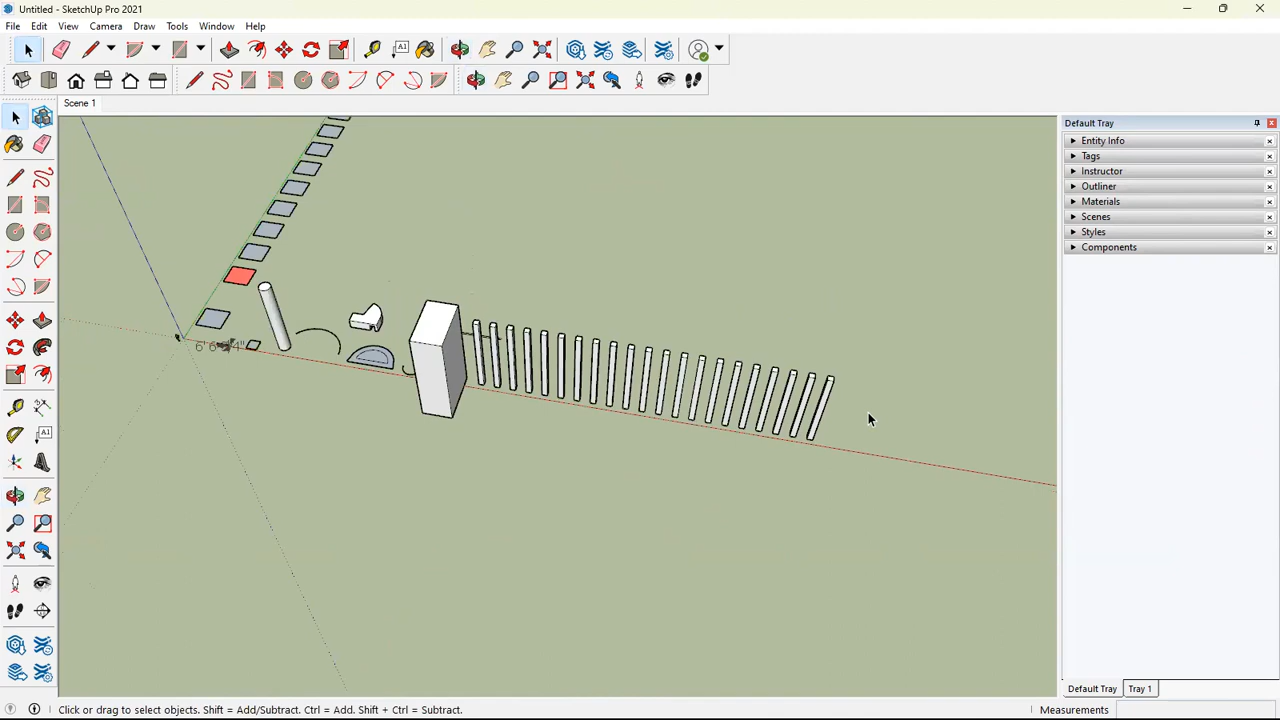 Untitled - SketchUp Pro 2021
File Edit View Camera Draw Tools Window Help
A1
Scene 1
Default Tray
Entity Info
Tags
Instructor
Outliner
Materials
Scenes
Styles
Components
A1
Default Tray Tray 1
Click or drag to select objects. Shift = Add/Subtract. Ctrl = Add. Shift + Ctrl = Subtract. Measurements